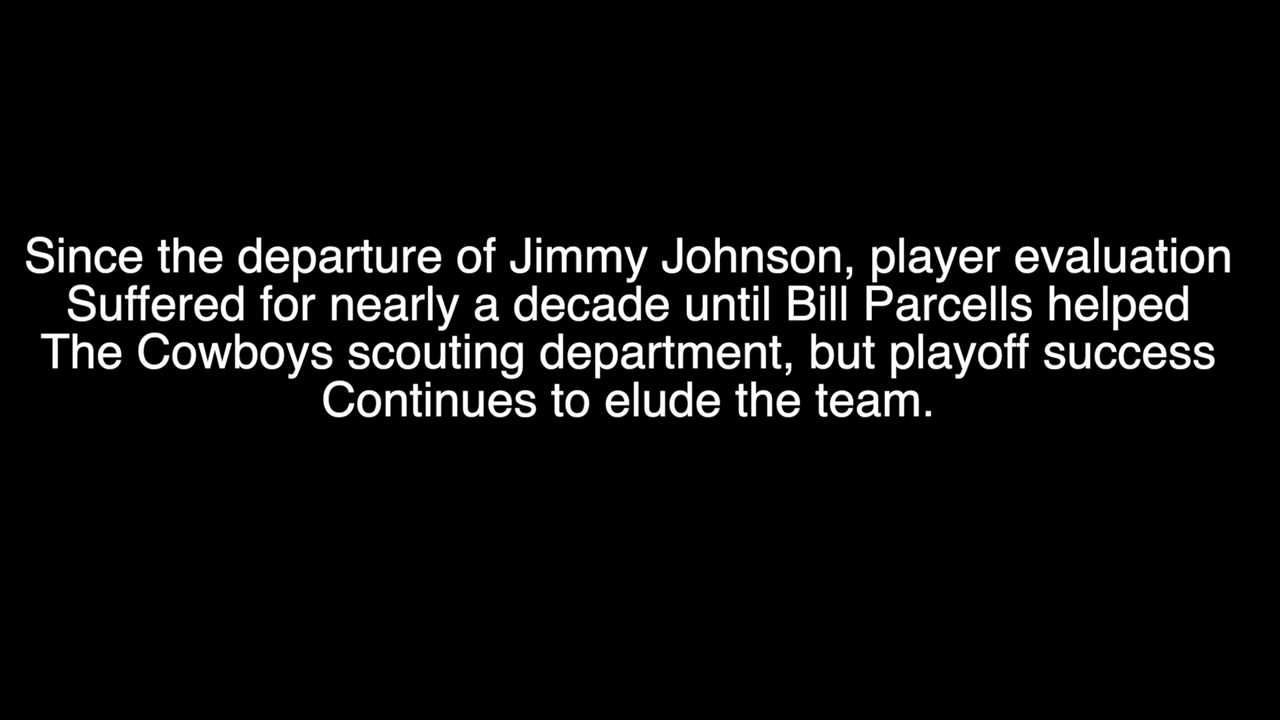 Since the departure of Jimmy Johnson, player evaluation
Suffered for nearly a decade until Bill Parcells helped
The Cowboys scouting department, but playoff success
Continues to elude the team.